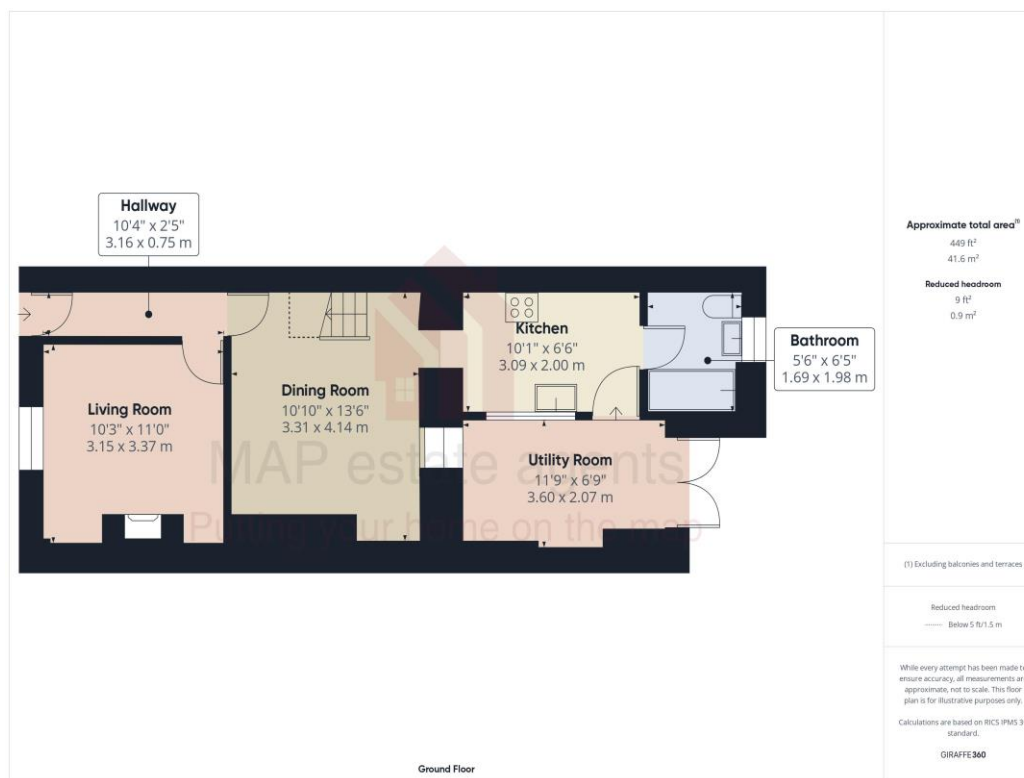 Hallway
10'4" x 2'5"
3.16 x 0.75 m
Living Room
10'3" x 11'0"
3.15 x 3.37 m
Dining Room
10'10" x 13'6"
3.31 x 4.14 m
Kitchen
10'1" x 6'6"
3.09 x 2.00 m
Bathroom
5'6" x 6'5"
1.69 x 1.98 m
Utility Room
11'9" x 6'9"
3.60 x 2.07 m
MAP estate agents
Putting your home on the map
Ground Floor
Approximate total area(1)
449 ft²
41.6 m²
Reduced headroom
9 ft²
0.9 m²
(1) Excluding balconies and terraces
Reduced headroom
Below 5 ft/1.5 m
While every attempt has been made to
ensure accuracy, all measurements are
approximate, not to scale. This floor
plan is for illustrative purposes only.
Calculations are based on RICS IPMS 3C
standard.
GIRAFFE360